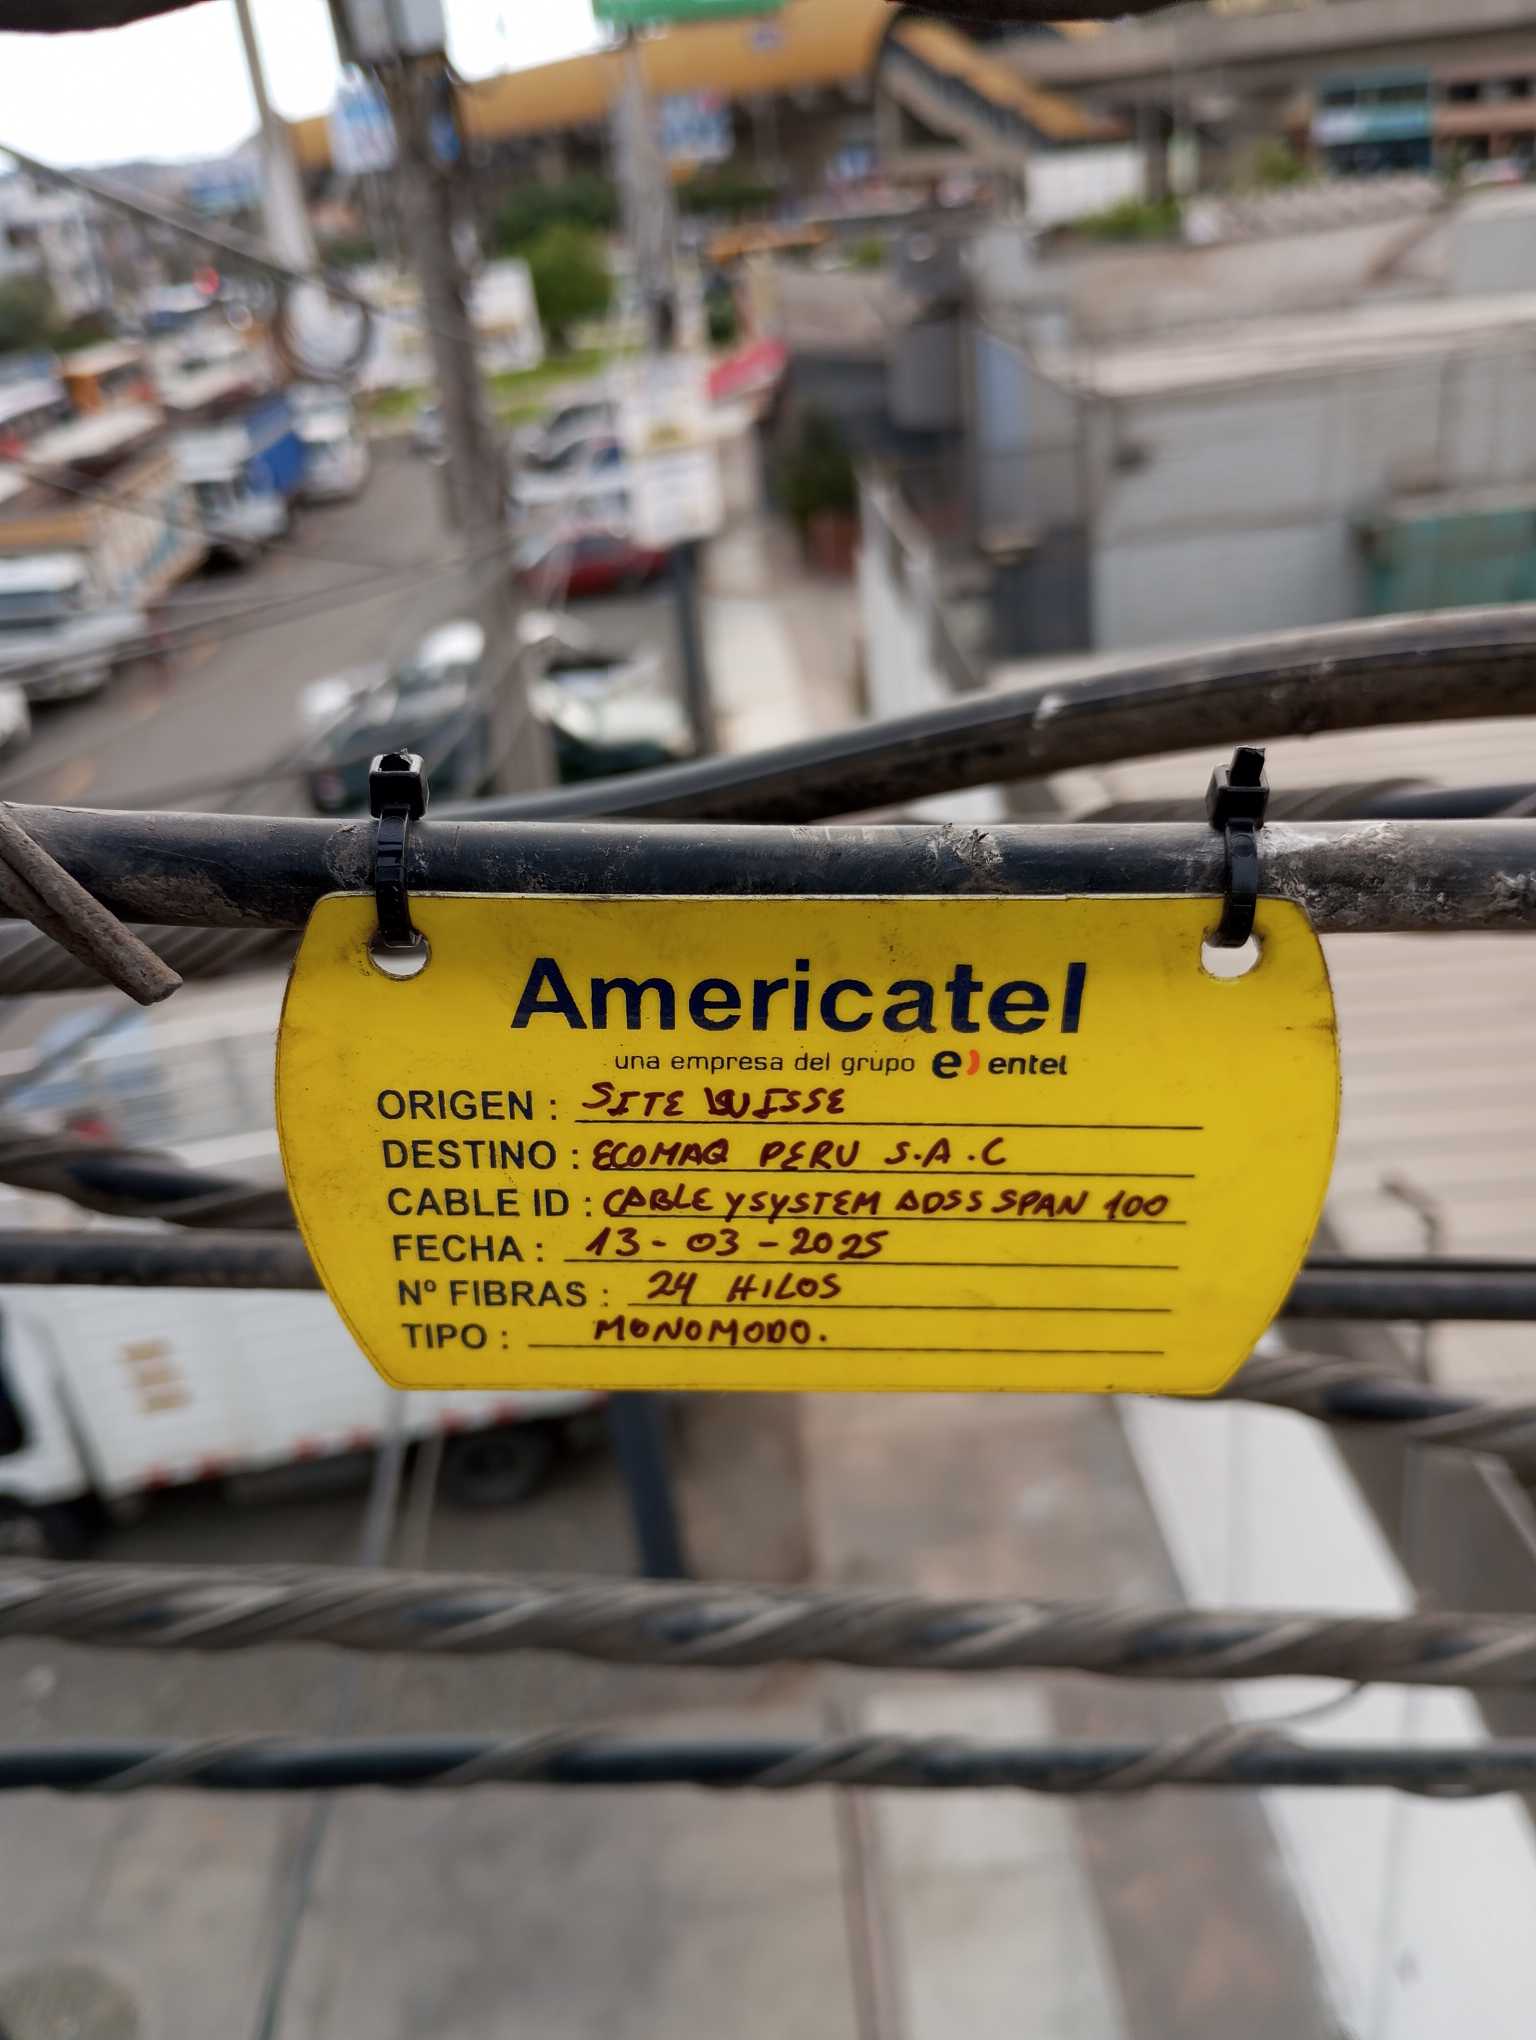 Americatel
una empresa del grupo e) entel
ORIGEN : SITE SUISSE
DESTINO : ECOMAQ PERU S.A.C
CABLE ID : CABLE YSYSTEM ADSS SPAN 100
FECHA : 13-03-2025
Nº FIBRAS : 24 HILOS
TIPO : MONOMODO.